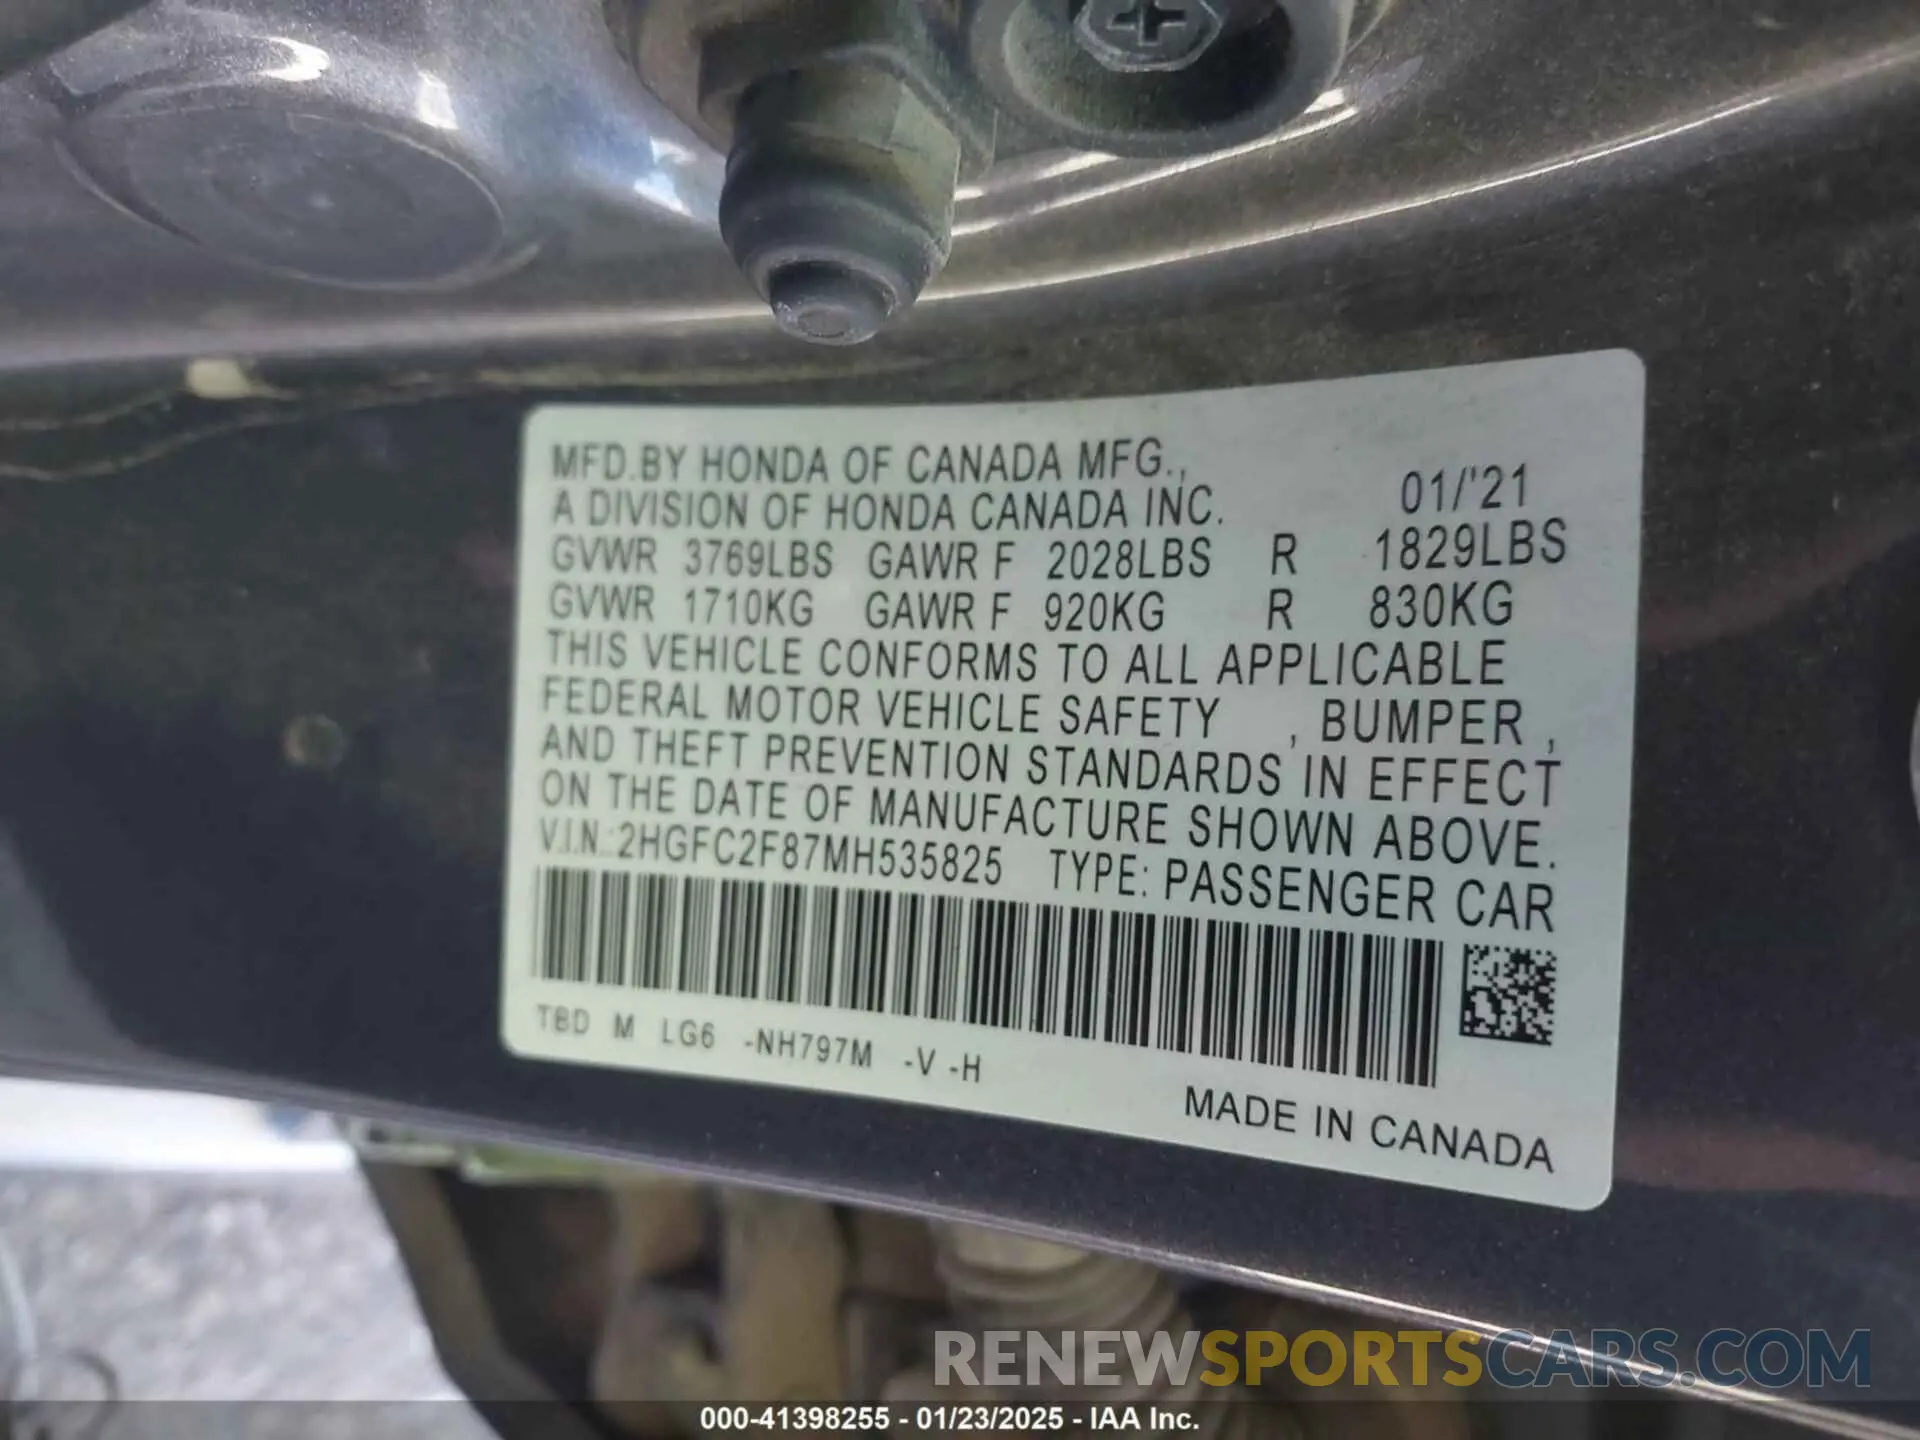 MFD.BY HONDA OF CANADA MFG.,
A DIVISION OF HONDA CANADA INC. 01/'21
GVWR 3769LBS GAWR F 2028LBS R 1829LBS
GVWR 1710KG GAWR F 920KG R 830KG
THIS VEHICLE CONFORMS TO ALL APPLICABLE
FEDERAL MOTOR VEHICLE SAFETY , BUMPER ,
AND THEFT PREVENTION STANDARDS IN EFFECT
ON THE DATE OF MANUFACTURE SHOWN ABOVE.
V.I.N.:2HGFC2F87MH535825 TYPE: PASSENGER CAR
TBD M LG6 -NH797M -V -H
MADE IN CANADA
RENEWSPORTSCARS.COM
000-41398255 - 01/23/2025 - IAA Inc.